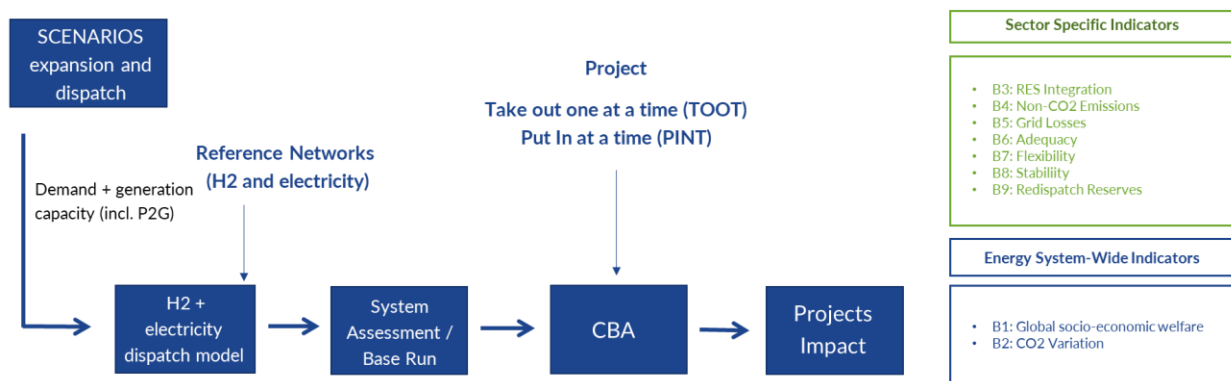 SCENARIOS
expansion and
dispatch
Demand + generation
capacity (incl. P2G)
Reference Networks
(H2 and electricity)
Project
Take out one at a time (TOOT)
Put In at a time (PINT)
H2 +
electricity
dispatch model
System
Assessment /
Base Run
CBA
Projects
Impact
Sector Specific Indicators
• B3: RES Integration
• B4: Non-CO2 Emissions
• B5: Grid Losses
• B6: Adequacy
• B7: Flexibility
• B8: Stabiliity
• B9: Redispatch Reserves
Energy System-Wide Indicators
• B1: Global socio-economic welfare
• B2: CO2 Variation